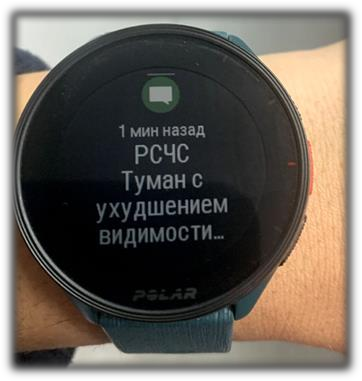 1 мин назад
РСЧС
Туман с
ухудшением
видимости...
POLAR